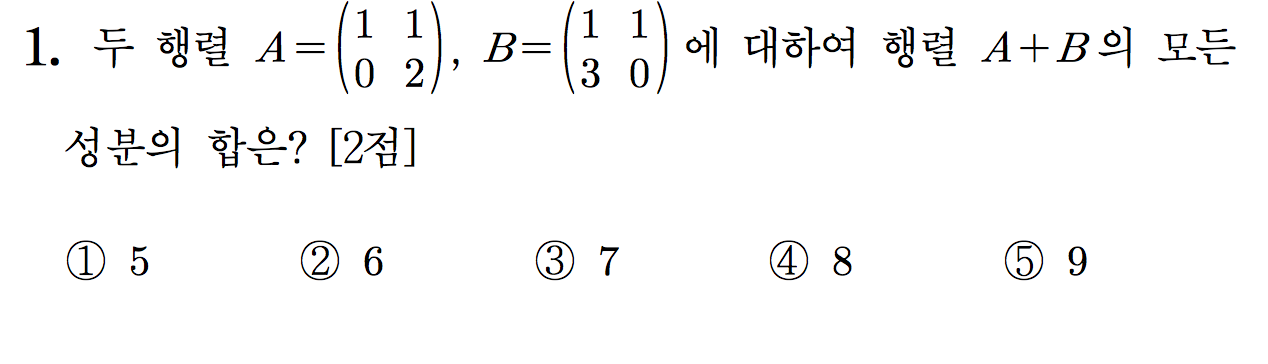 1. 두 행렬 A=(1 1 0 2), B=(1 1 3 0) 에 대하여 행렬 A+B의 모든
성분의 합은? [2점]
① 5 ② 6 ③ 7 ④ 8 ⑤ 9